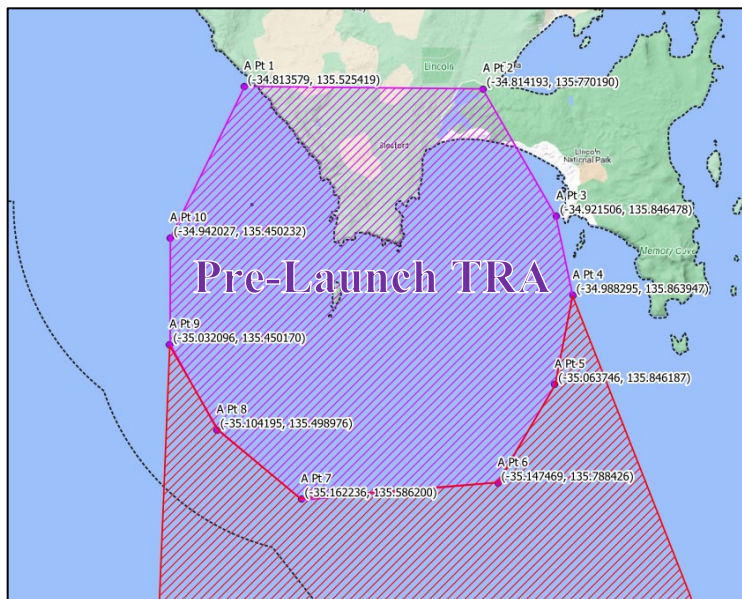 A Pt 1
(-34.813579, 135.525419)
Lincoln
A Pt 2
(-34.814193, 135.770190)
Sleaford
Lincoln
National Park
A Pt 3
(-34.921506, 135.846478)
A Pt 10
(-34.942027, 135.450232)
Memory Cove
Pre-Launch TRA
A Pt 4
(-34.988295, 135.863947)
A Pt 9
(-35.032096, 135.450170)
A Pt 5
(-35.063746, 135.846187)
A Pt 8
(-35.104195, 135.498976)
A Pt 6
(-35.147469, 135.788426)
A Pt 7
(-35.162236, 135.586200)